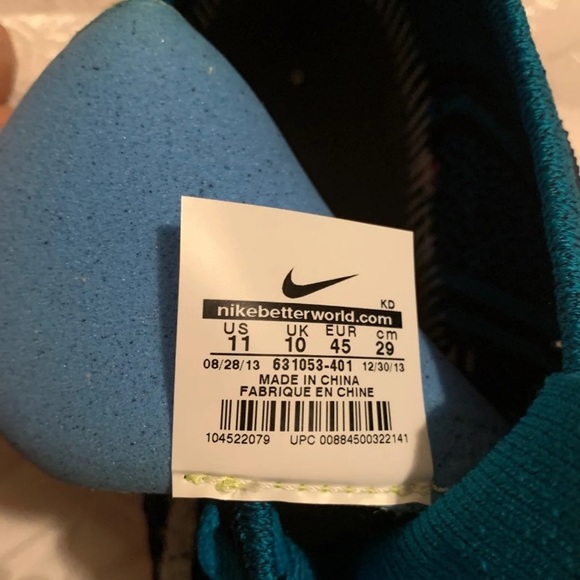 KD
nikebetterworld.com
US UK EUR cm
11 10 45 29
08/28/13 631053-401 12/30/13
MADE IN CHINA
FABRIQUE EN CHINE
104522079 UPC 00884500322141